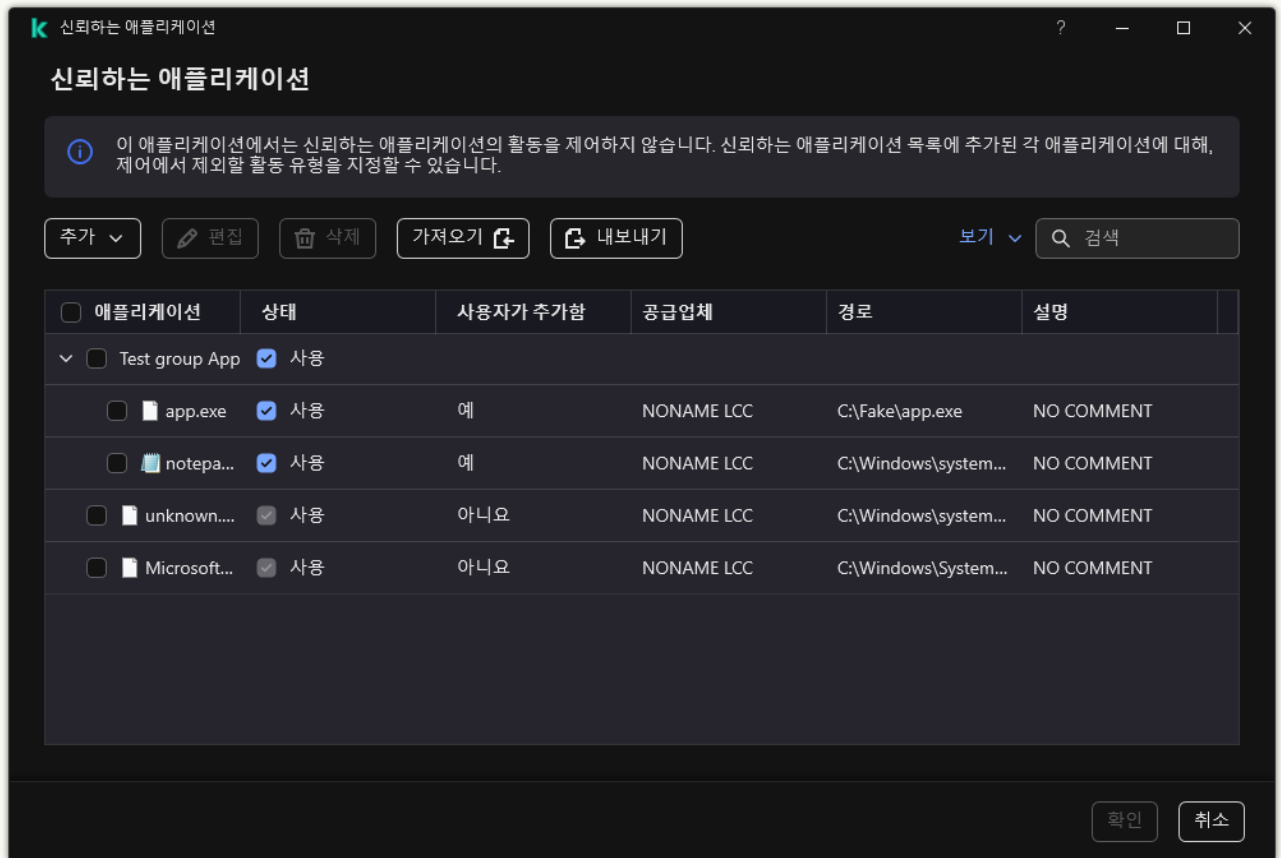 신뢰하는 애플리케이션
?
신뢰하는 애플리케이션
이 애플리케이션에서는 신뢰하는 애플리케이션의 활동을 제어하지 않습니다. 신뢰하는 애플리케이션 목록에 추가된 각 애플리케이션에 대해,
제어에서 제외할 활동 유형을 지정할 수 있습니다.
추가 편집 삭제 가져오기 내보내기 보기 검색
애플리케이션 상태 사용자가 추가함 공급업체 경로 설명
Test group App 사용
app.exe 사용 예 NONAME LCC C:\Fake\app.exe NO COMMENT
notepa... 사용 예 NONAME LCC C:\Windows\system... NO COMMENT
unknown.... 사용 아니요 NONAME LCC C:\Windows\system... NO COMMENT
Microsoft... 사용 아니요 NONAME LCC C:\Windows\System... NO COMMENT
확인 취소